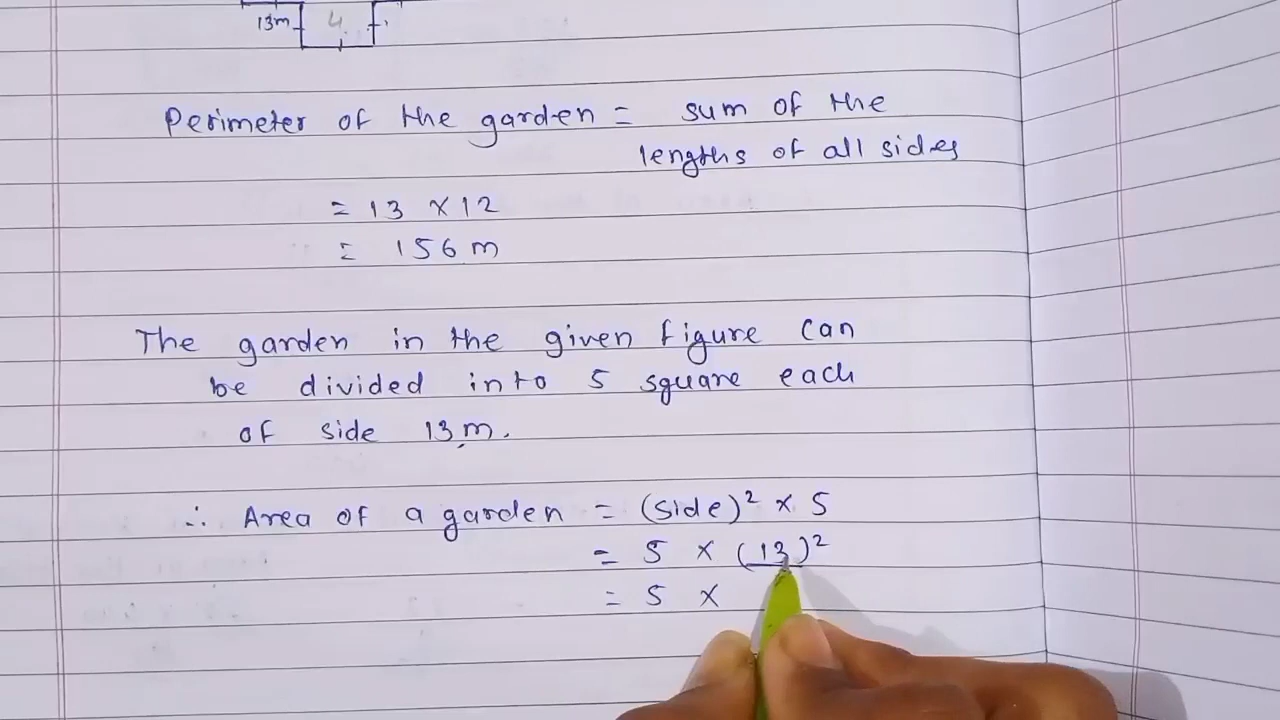 13m 4
Perimeter of the garden = sum of the
lengths of all sides
= 13 × 12
= 156 m
The garden in the given figure can
be divided into 5 square each
of side 13 m.
∴ Area of a garden = (side)² × 5
= 5 × (13)²
= 5 ×